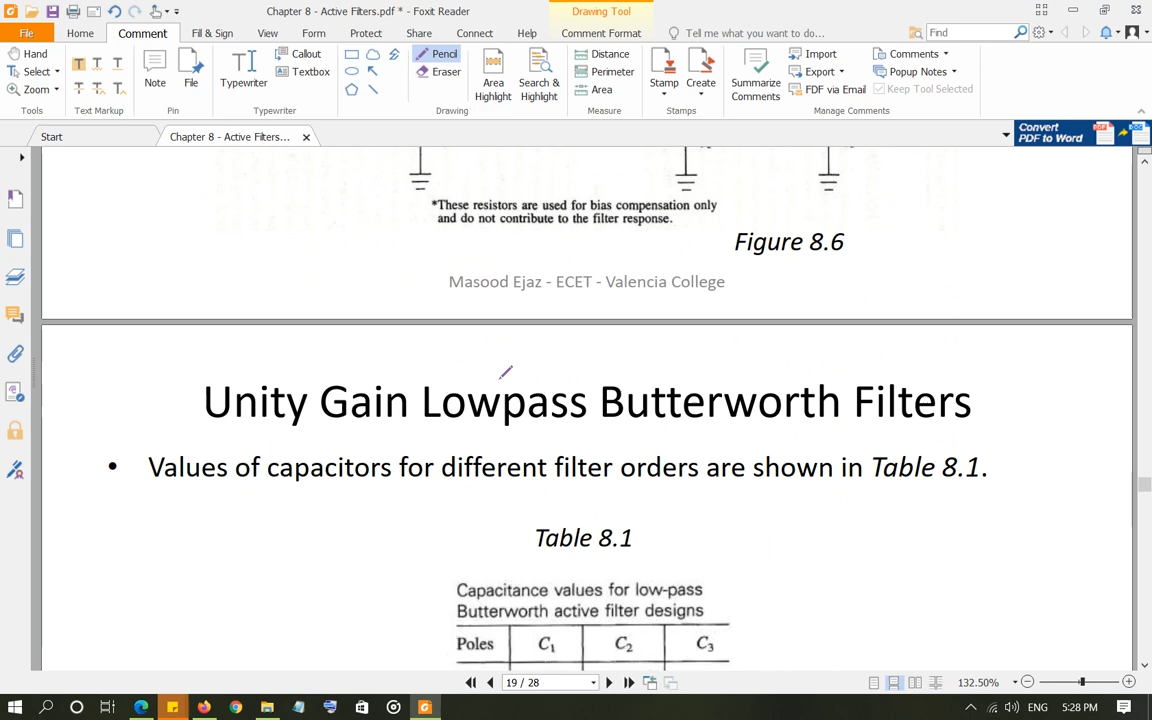 Chapter 8 - Active Filters.pdf * - Foxit Reader
Drawing Tool
File Home Comment Fill & Sign View Form Protect Share Connect Help Comment Format Tell me what you want to do... Find
Hand
Select
Zoom
Tools
Text Markup
Note
File
Pin
Typewriter
Callout
Textbox
Typewriter
Pencil
Eraser
Drawing
Area Highlight
Search & Highlight
Distance
Perimeter
Area
Measure
Stamp
Create
Stamps
Summarize Comments
Import
Export
FDF via Email
Comments
Popup Notes
Keep Tool Selected
Manage Comments
Start
Chapter 8 - Active Filters...
Convert
PDF to Word
*These resistors are used for bias compensation only
and do not contribute to the filter response.
Figure 8.6
Masood Ejaz - ECET - Valencia College
Unity Gain Lowpass Butterworth Filters
• Values of capacitors for different filter orders are shown in Table 8.1.
Table 8.1
Capacitance values for low-pass
Butterworth active filter designs
Poles C₁ C₂ C₃
19 / 28
132.50%
ENG 5:28 PM